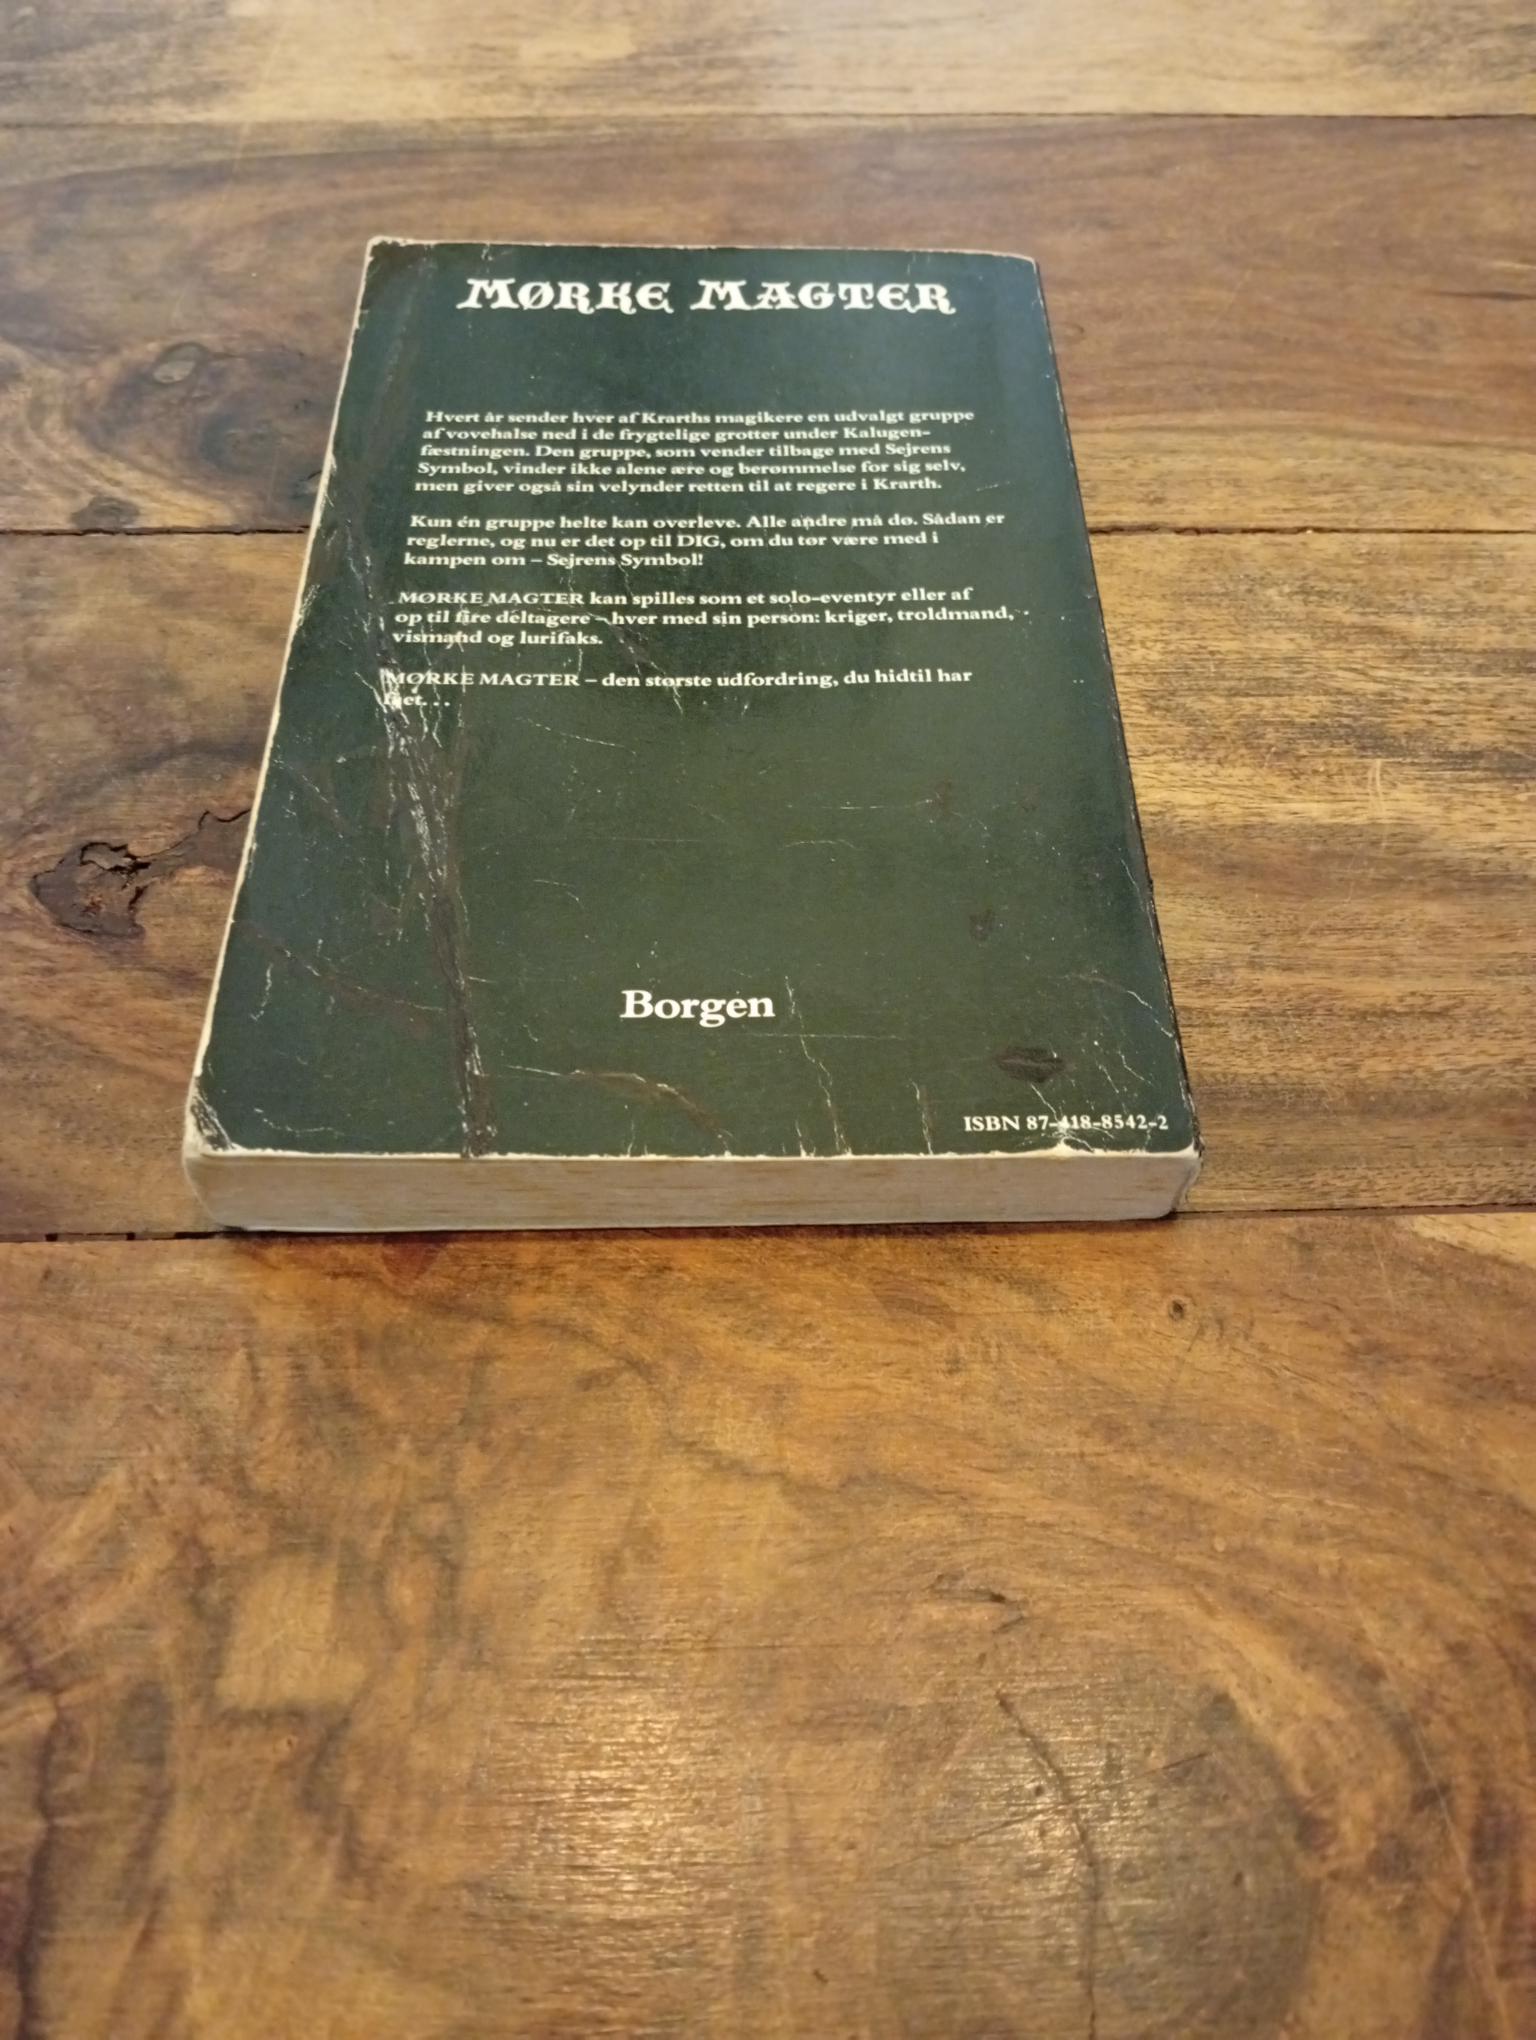 MØRKE MAGTER
Hvert år sender hver af Krarths magikere en udvalgt gruppe
af vovehalse ned i de frygtelige grotter under Kalugen-
fæstningen. Den gruppe, som vender tilbage med Sejrens
Symbol, vinder ikke alene ære og berømmelse for sig selv,
men giver også sin velynder retten til at regere i Krarth.
Kun én gruppe helte kan overleve. Alle andre må dø. Sådan er
reglerne, og nu er det op til DIG, om du tør være med i
kampen om – Sejrens Symbol!
MØRKE MAGTER kan spilles som et solo-eventyr eller af
op til fire deltagere – hver med sin person: kriger, troldmand,
vismand og lurifaks.
MØRKE MAGTER – den største udfordring, du hidtil har
fået. . .
Borgen
ISBN 87-418-8542-2